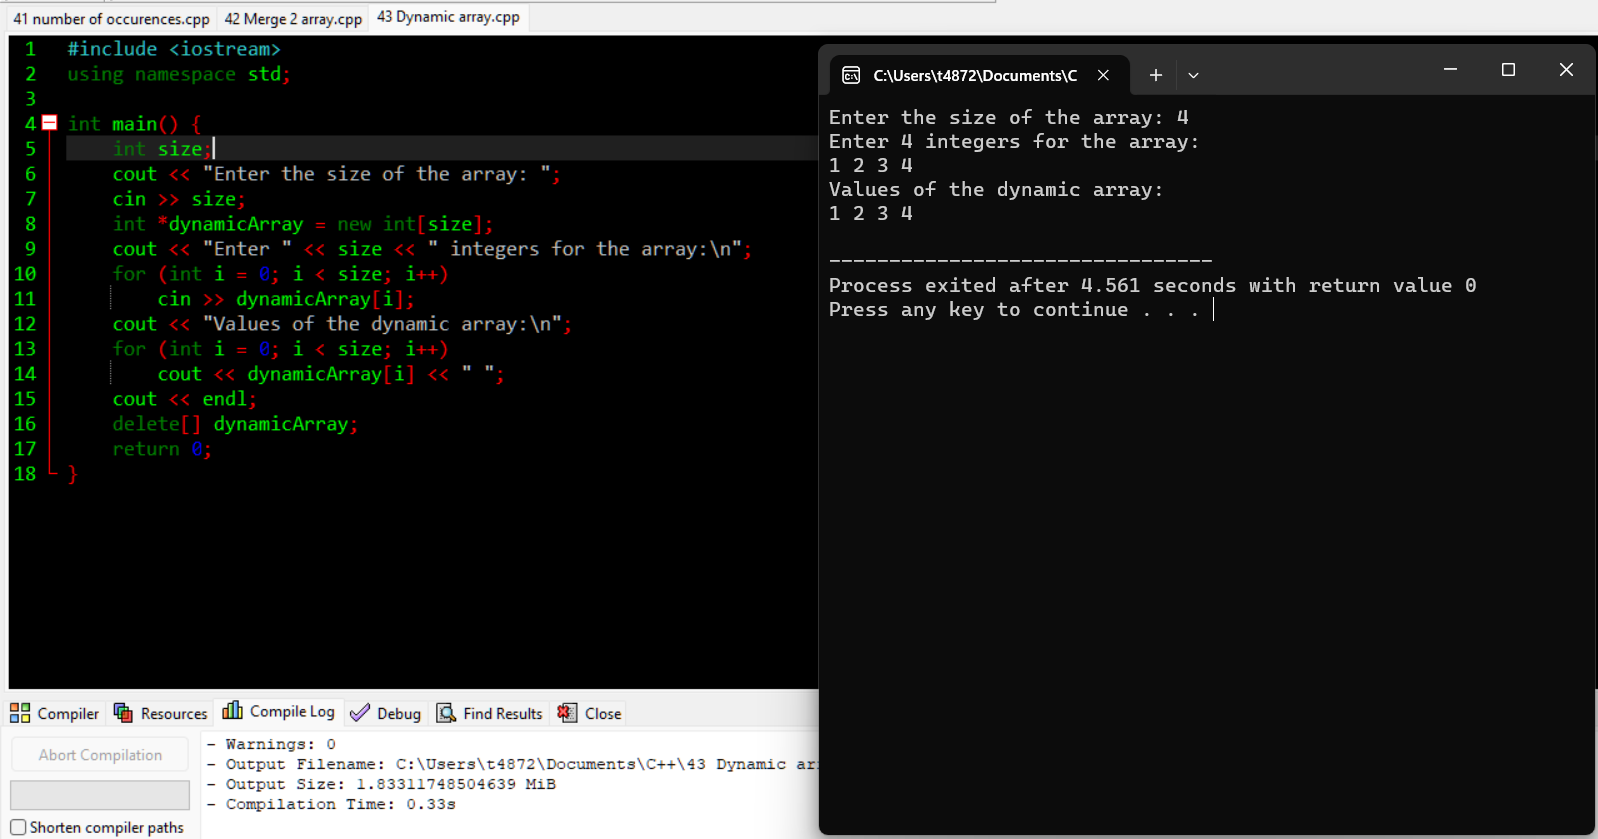 41 number of occurences.cpp 42 Merge 2 array.cpp 43 Dynamic array.cpp
1 #include <iostream>
2 using namespace std;
3
4 int main() {
5 int size;
6 cout << "Enter the size of the array: ";
7 cin >> size;
8 int *dynamicArray = new int[size];
9 cout << "Enter " << size << " integers for the array:\n";
10 for (int i = 0; i < size; i++)
11 cin >> dynamicArray[i];
12 cout << "Values of the dynamic array:\n";
13 for (int i = 0; i < size; i++)
14 cout << dynamicArray[i] << " ";
15 cout << endl;
16 delete[] dynamicArray;
17 return 0;
18 }
C:\Users\t4872\Documents\C
Enter the size of the array: 4
Enter 4 integers for the array:
1 2 3 4
Values of the dynamic array:
1 2 3 4
--------------------------------
Process exited after 4.561 seconds with return value 0
Press any key to continue . . .
Compiler Resources Compile Log Debug Find Results Close
Abort Compilation
Shorten compiler paths
- Warnings: 0
- Output Filename: C:\Users\t4872\Documents\C++\43 Dynamic ar
- Output Size: 1.83311748504639 MiB
- Compilation Time: 0.33s